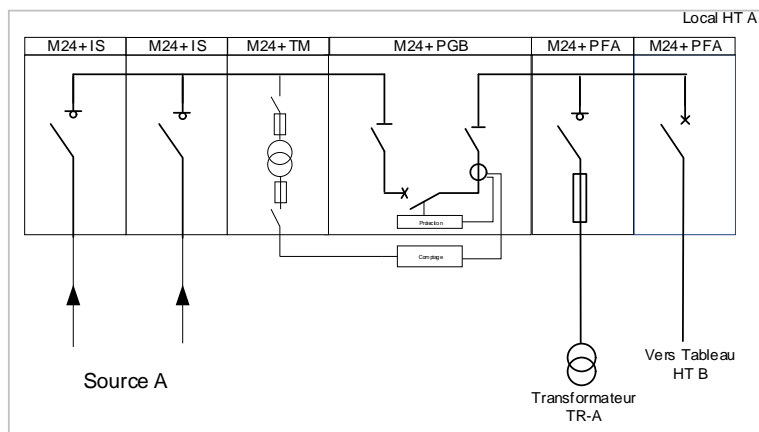 Local HT A
M24+IS
M24+IS
M24+TM
M24+PGB
M24+PFA
M24+PFA
Protection
Comptage
Source A
Transformateur
TR-A
Vers Tableau
HT B